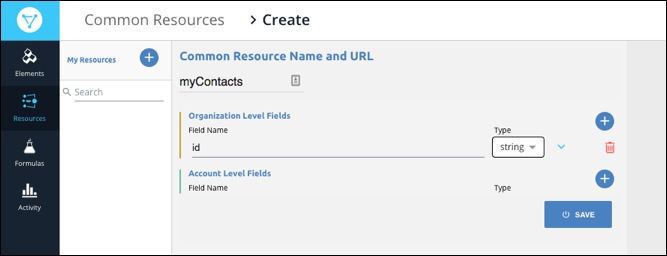 Common Resources > Create
Elements
Resources
Formulas
Activity
My Resources
Search
Common Resource Name and URL
myContacts
Organization Level Fields
Field Name Type
id string
Account Level Fields
Field Name Type
SAVE